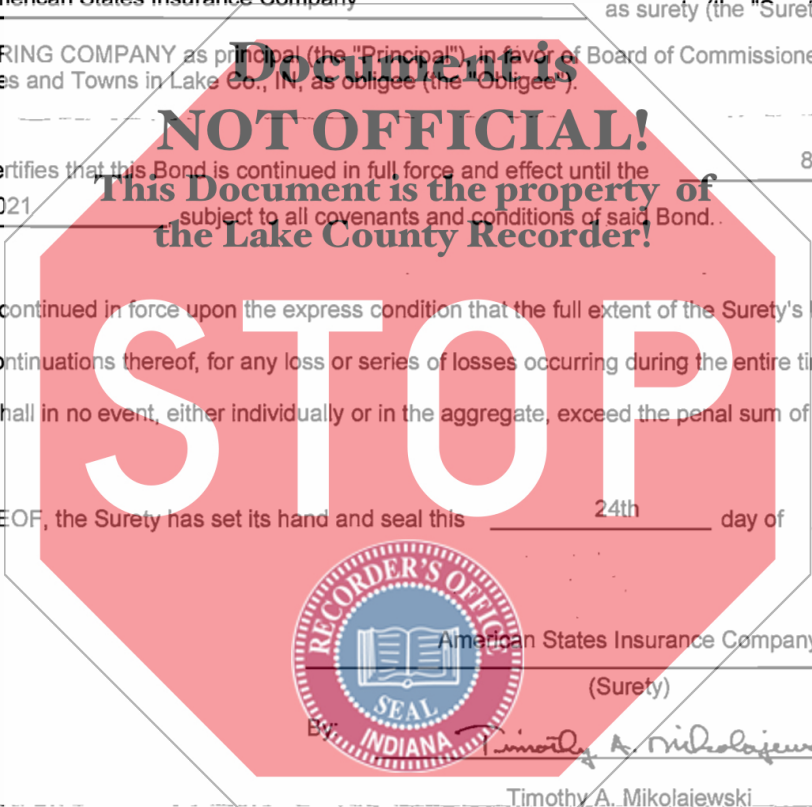 American States Insurance Company
as surety (the "Suret
RING COMPANY as principal (the "Principal"), in favor of Board of Commissione
es and Towns in Lake Co., IN, as obligee (the "Obligee").
Document is
NOT OFFICIAL!
This Document is the property of
the Lake County Recorder!
ertifies that this Bond is continued in full force and effect until the 8
021 subject to all covenants and conditions of said Bond.
continued in force upon the express condition that the full extent of the Surety's
ontinuations thereof, for any loss or series of losses occurring during the entire ti
hall in no event, either individually or in the aggregate, exceed the penal sum of
STOP
EOF, the Surety has set its hand and seal this 24th day of
RECORDER'S OFFICE
SEAL
INDIANA
American States Insurance Company
(Surety)
By: Timothy A. Mikolajews
Timothy A. Mikolajewski